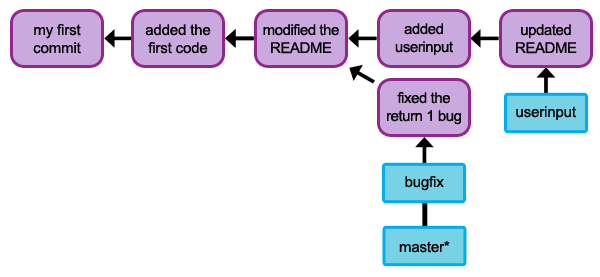 my first
commit
added the
first code
modified the
README
added
userinput
updated
README
fixed the
return 1 bug
userinput
bugfix
master*